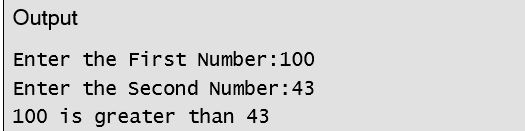 Output
Enter the First Number:100
Enter the Second Number:43
100 is greater than 43